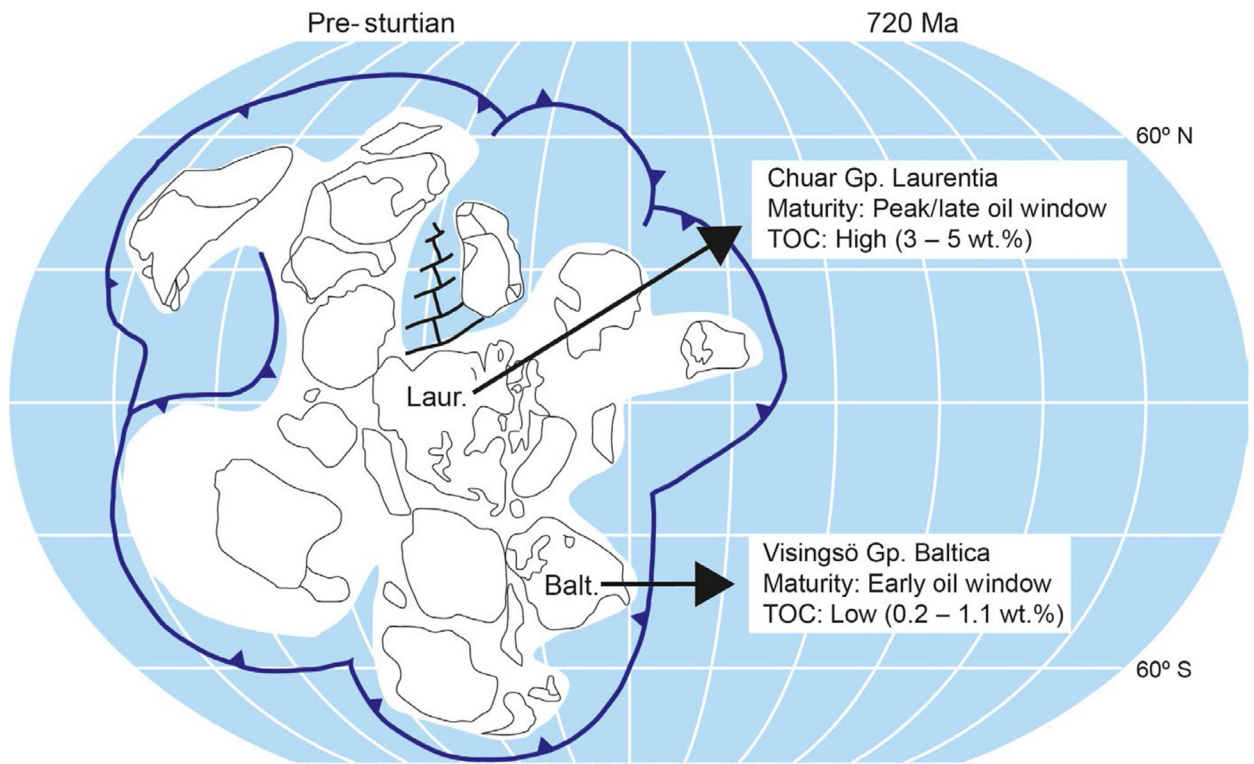 Pre- sturtian
720 Ma
60º N
Chuar Gp. Laurentia
Maturity: Peak/late oil window
TOC: High (3 – 5 wt.%)
Laur.
Visingsö Gp. Baltica
Maturity: Early oil window
TOC: Low (0.2 – 1.1 wt.%)
Balt.
60º S